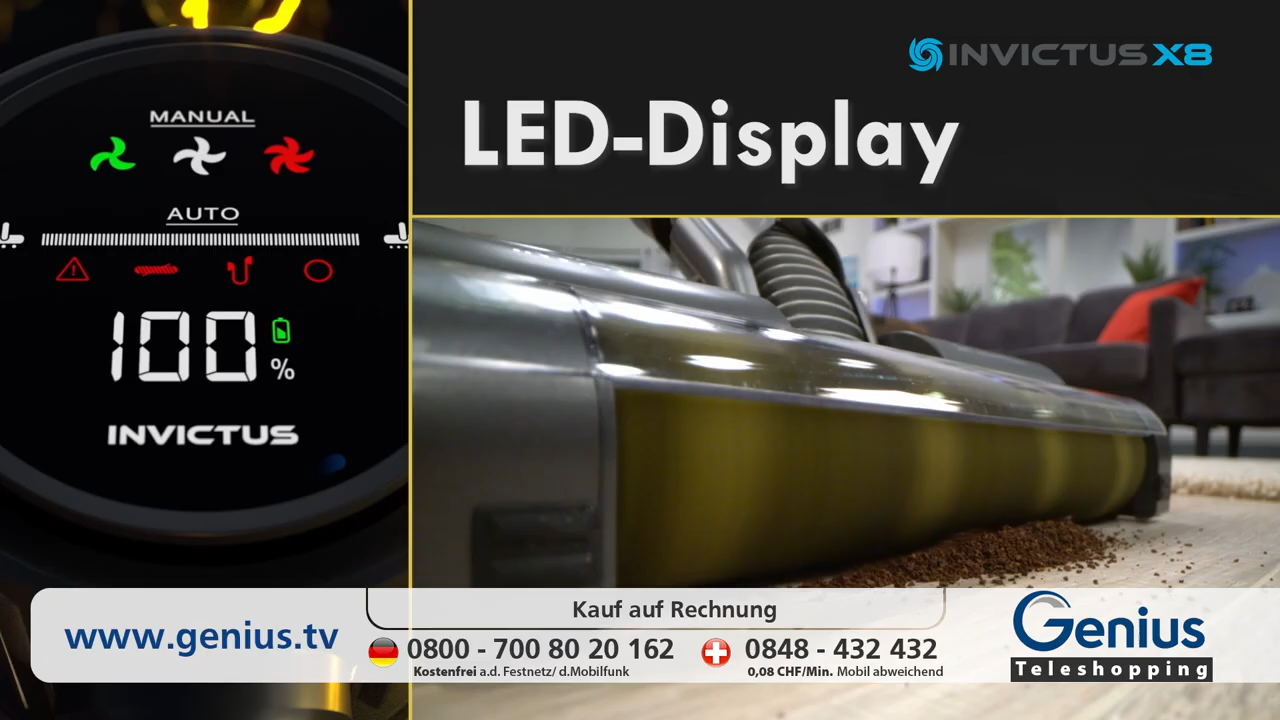 MANUAL
AUTO
100
%
INVICTUS
INVICTUS X8
LED-Display
Kauf auf Rechnung
www.genius.tv
0800 - 700 80 20 162
Kostenfrei a.d. Festnetz/ d.Mobilfunk
0848 - 432 432
0,08 CHF/Min. Mobil abweichend
Genius
Teleshopping